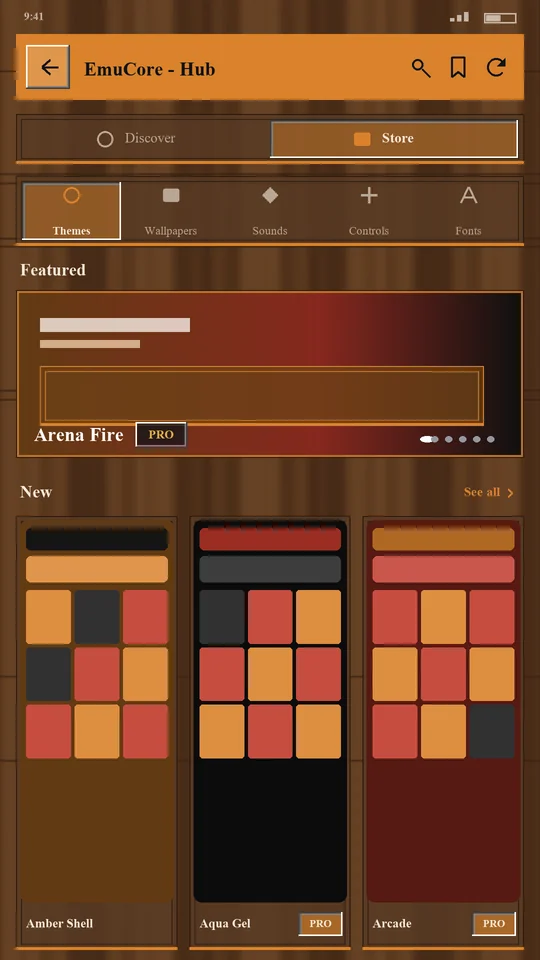 9:41
EmuCore - Hub
Discover
Store
Themes
Wallpapers
Sounds
Controls
Fonts
Featured
Arena Fire
PRO
New
See all
Amber Shell
Aqua Gel
PRO
Arcade
PRO